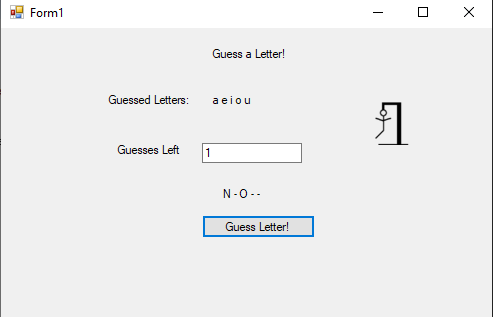 Form1
Guess a Letter!
Guessed Letters: a e i o u
Guesses Left 1
N - O - -
Guess Letter!